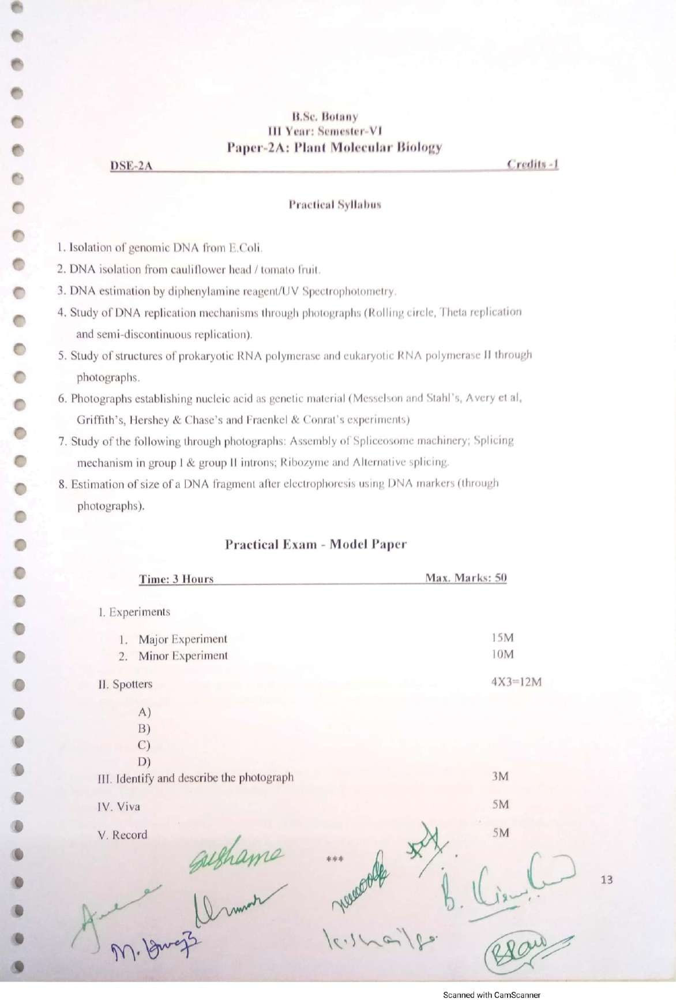 B.Sc. Botany
III Year: Semester-VI
Paper-2A: Plant Molecular Biology
DSE-2A Credits -1
Practical Syllabus
1. Isolation of genomic DNA from E.Coli.
2. DNA isolation from cauliflower head / tomato fruit.
3. DNA estimation by diphenylamine reagent/UV Spectrophotometry.
4. Study of DNA replication mechanisms through photographs (Rolling circle, Theta replication
and semi-discontinuous replication).
5. Study of structures of prokaryotic RNA polymerase and eukaryotic RNA polymerase II through
photographs.
6. Photographs establishing nucleic acid as genetic material (Messelson and Stahl's, Avery et al,
Griffith's, Hershey & Chase's and Fraenkel & Conrat's experiments)
7. Study of the following through photographs: Assembly of Spliceosome machinery; Splicing
mechanism in group I & group II introns; Ribozyme and Alternative splicing.
8. Estimation of size of a DNA fragment after electrophoresis using DNA markers (through
photographs).
Practical Exam - Model Paper
Time: 3 Hours Max. Marks: 50
I. Experiments
1. Major Experiment 15M
2. Minor Experiment 10M
II. Spotters 4X3=12M
A)
B)
C)
D)
III. Identify and describe the photograph 3M
IV. Viva 5M
V. Record 5M
sushama
***
13
Scanned with CamScanner